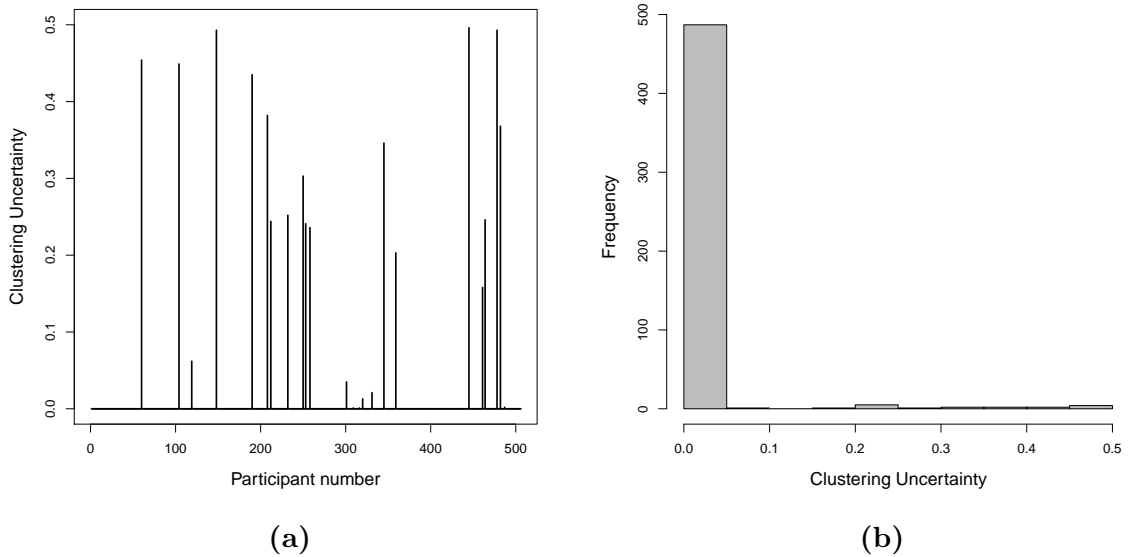 0.5
0.4
0.3
0.2
0.1
0.0
Clustering Uncertainty
0 100 200 300 400 500
Participant number
(a)
500
400
300
200
100
0
Frequency
0.0 0.1 0.2 0.3 0.4 0.5
Clustering Uncertainty
(b)